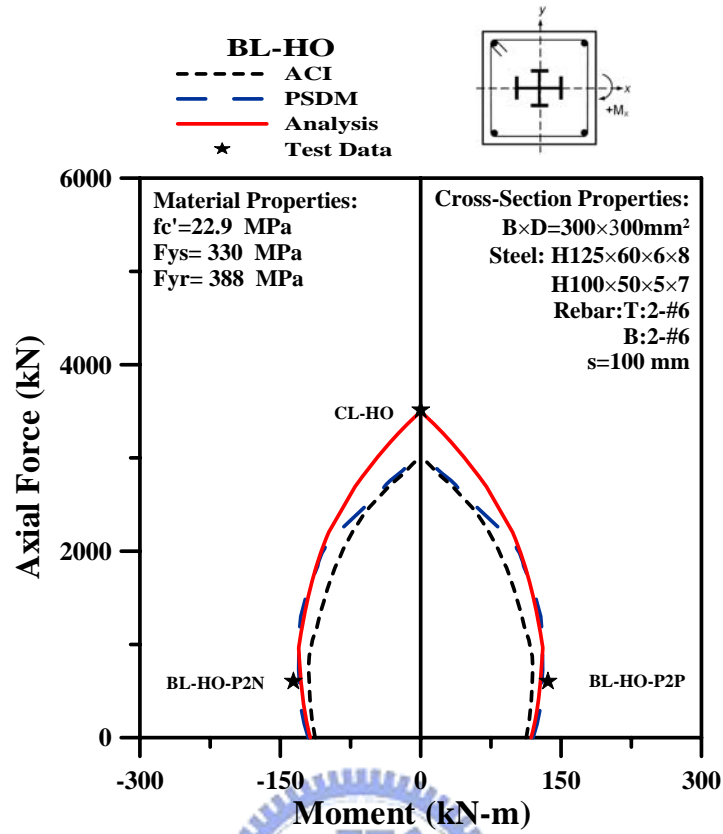 BL-HO
ACI
PSDM
Analysis
Test Data
y
x
+Mx
Material Properties:
fc'=22.9 MPa
Fys= 330 MPa
Fyr= 388 MPa
Cross-Section Properties:
B×D=300×300mm²
Steel: H125×60×6×8
H100×50×5×7
Rebar:T:2-#6
B:2-#6
s=100 mm
CL-HO
BL-HO-P2N
BL-HO-P2P
6000
4000
2000
0
Axial Force (kN)
-300
-150
0
150
300
Moment (kN-m)